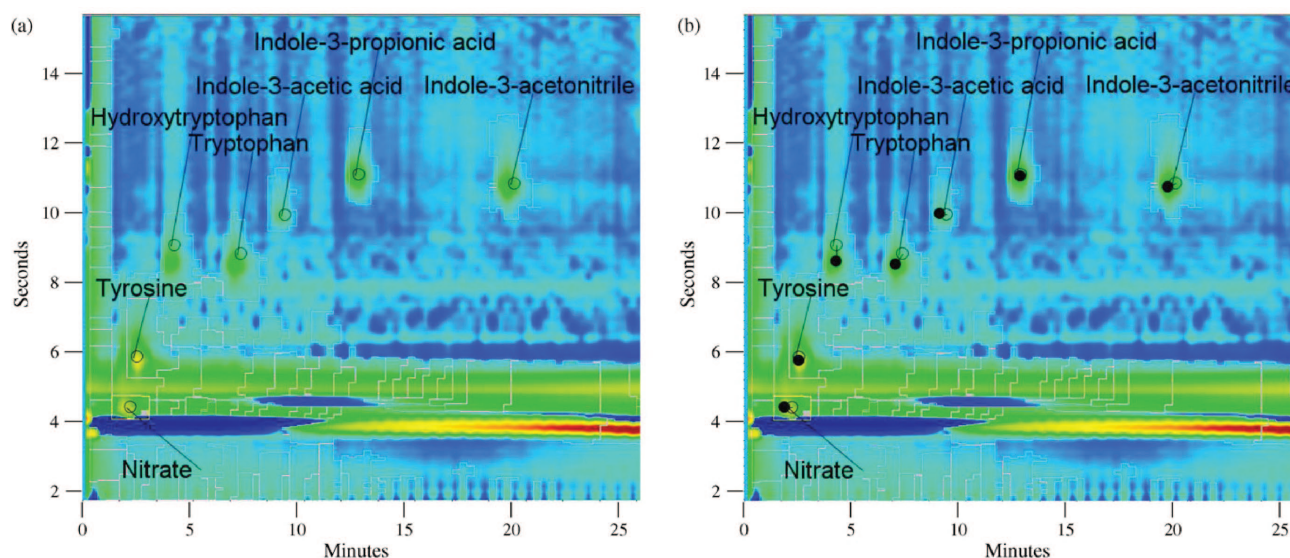 (a)
Indole-3-propionic acid
Indole-3-acetic acid
Indole-3-acetonitrile
Hydroxytryptophan
Tryptophan
Tyrosine
Nitrate
Seconds
14
12
10
8
6
4
2
0
5
10
15
20
25
Minutes
(b)
Indole-3-propionic acid
Indole-3-acetic acid
Indole-3-acetonitrile
Hydroxytryptophan
Tryptophan
Tyrosine
Nitrate
Seconds
14
12
10
8
6
4
2
0
5
10
15
20
25
Minutes